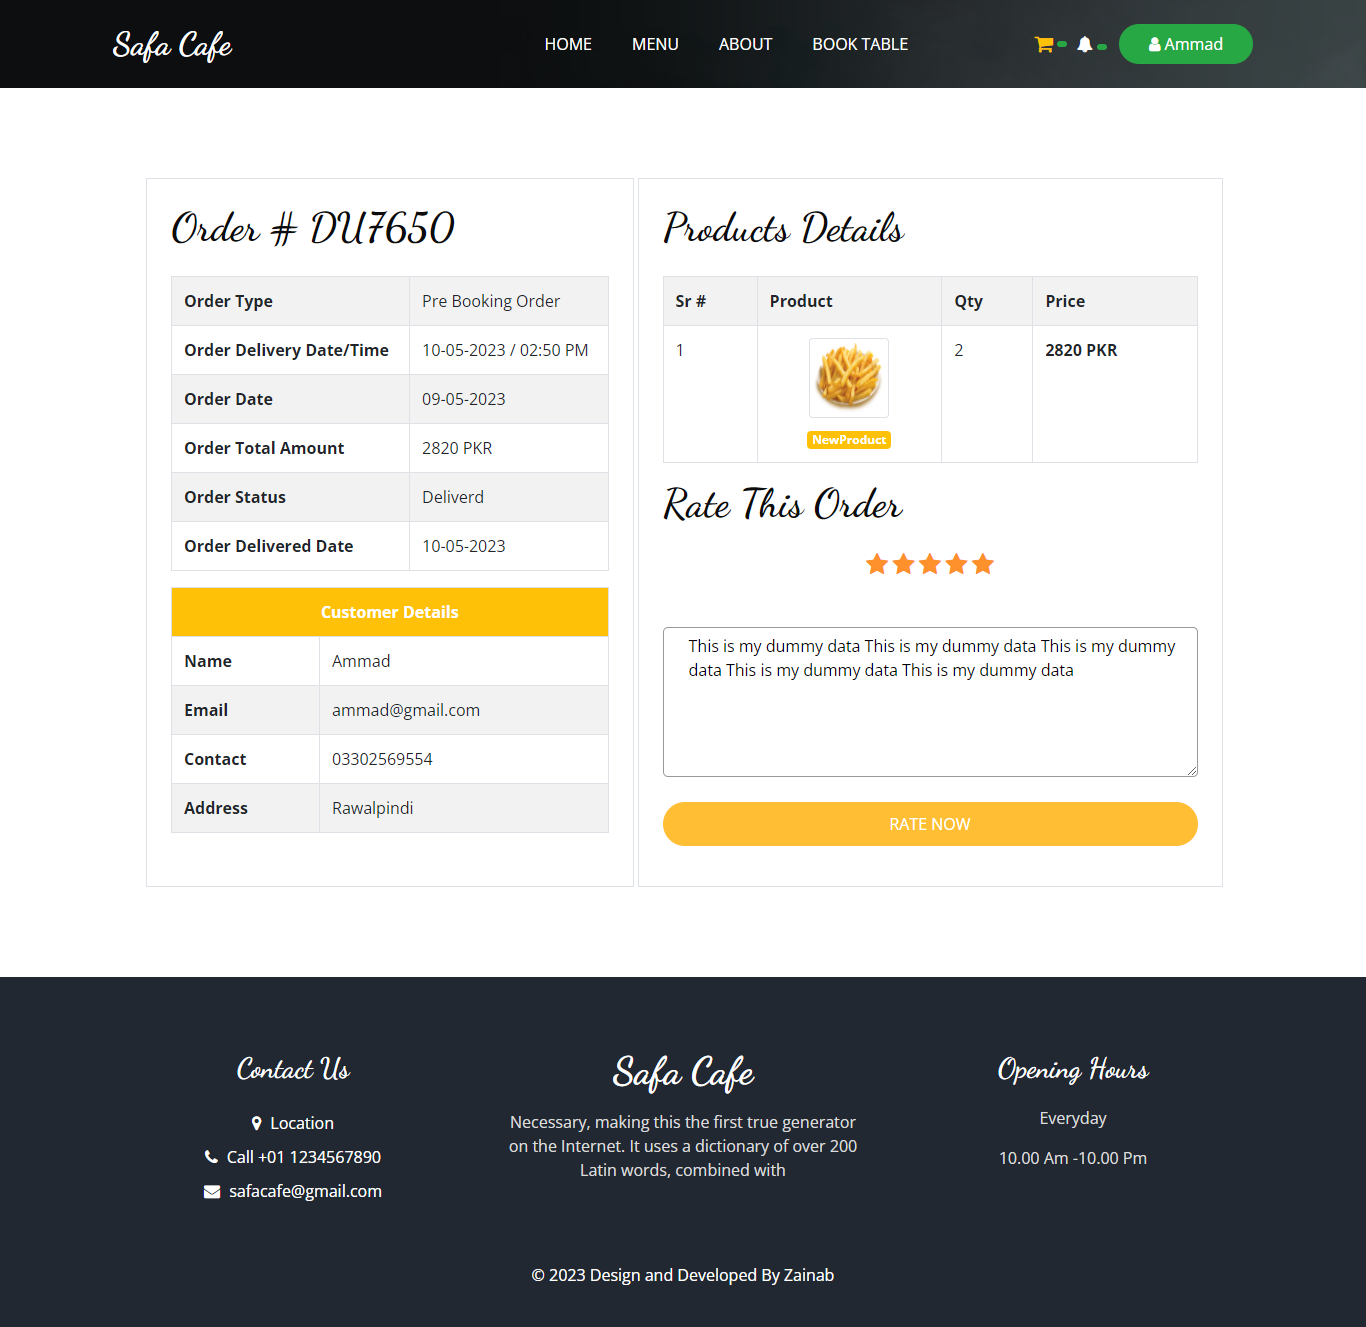 Safa Cafe
HOME
MENU
ABOUT
BOOK TABLE
Ammad
Order # DU7650
Order Type Pre Booking Order
Order Delivery Date/Time 10-05-2023 / 02:50 PM
Order Date 09-05-2023
Order Total Amount 2820 PKR
Order Status Deliverd
Order Delivered Date 10-05-2023
Customer Details
Name Ammad
Email ammad@gmail.com
Contact 03302569554
Address Rawalpindi
Products Details
Sr # Product Qty Price
1 2 2820 PKR
NewProduct
Rate This Order
This is my dummy data This is my dummy data This is my dummy
data This is my dummy data This is my dummy data
RATE NOW
Contact Us
Location
Call +01 1234567890
safacafe@gmail.com
Safa Cafe
Necessary, making this the first true generator
on the Internet. It uses a dictionary of over 200
Latin words, combined with
Opening Hours
Everyday
10.00 Am -10.00 Pm
© 2023 Design and Developed By Zainab